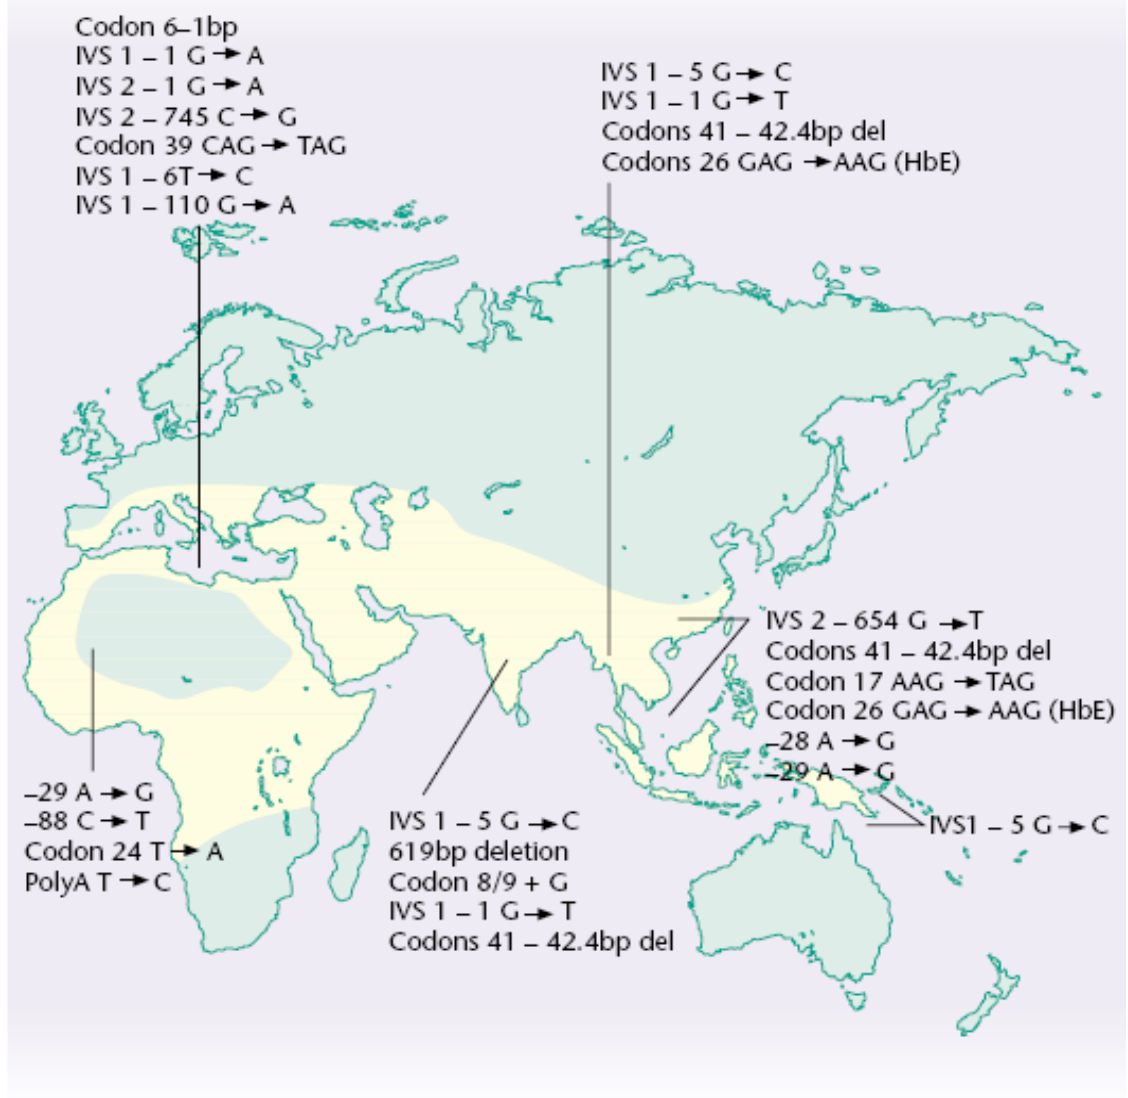 Codon 6–1bp
IVS 1 – 1 G → A
IVS 2 – 1 G → A
IVS 2 – 745 C → G
Codon 39 CAG → TAG
IVS 1 – 6T → C
IVS 1 – 110 G → A
IVS 1 – 5 G → C
IVS 1 – 1 G → T
Codons 41 – 42.4bp del
Codons 26 GAG → AAG (HbE)
IVS 2 – 654 G → T
Codons 41 – 42.4bp del
Codon 17 AAG → TAG
Codon 26 GAG → AAG (HbE)
–28 A → G
–29 A → G
–29 A → G
–88 C → T
Codon 24 T → A
PolyA T → C
IVS 1 – 5 G → C
619bp deletion
Codon 8/9 + G
IVS 1 – 1 G → T
Codons 41 – 42.4bp del
IVS1 – 5 G → C